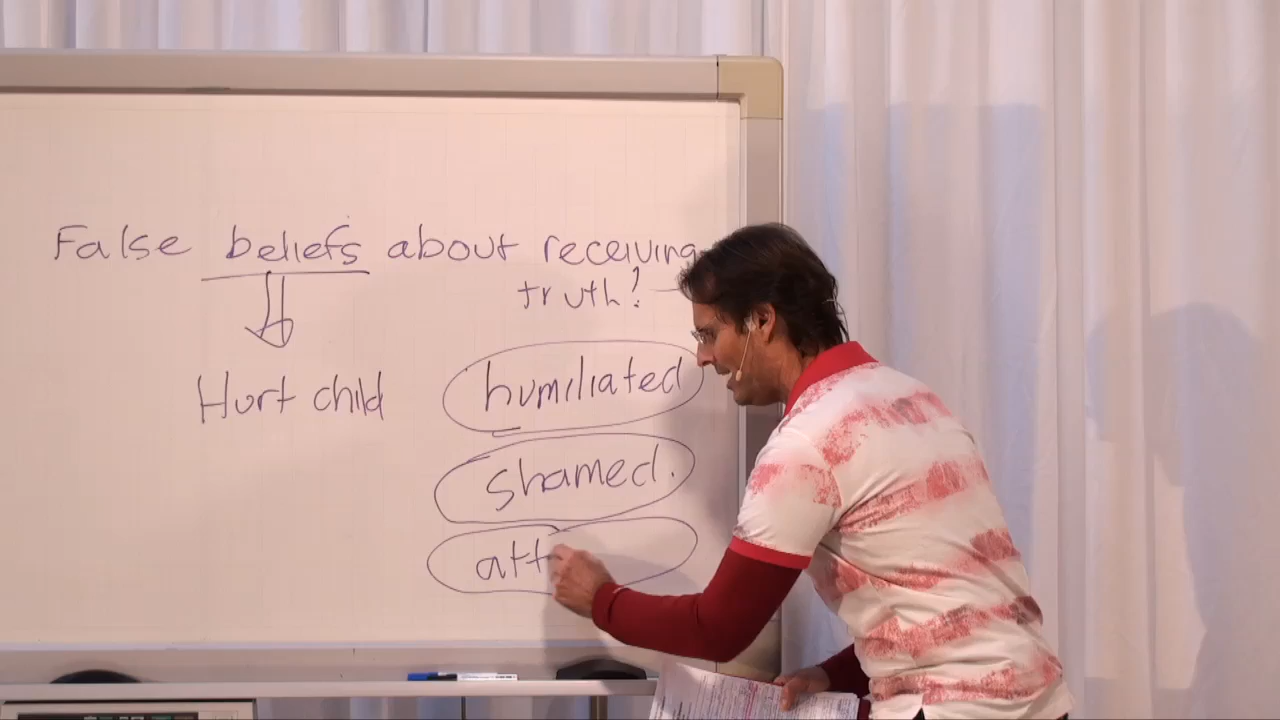 False beliefs about receiving
truth?
Hurt child
humiliated
shamed.
att